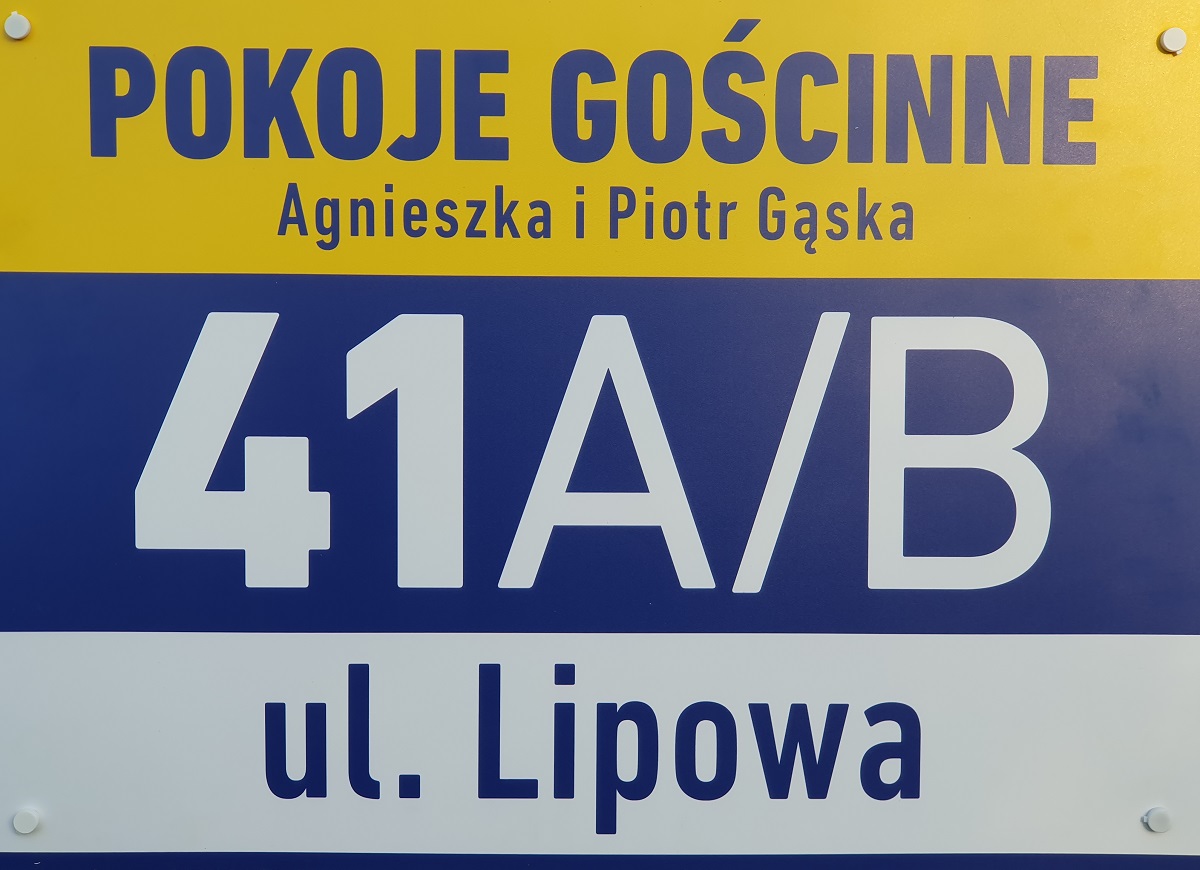 POKOJE GOŚCINNE
Agnieszka i Piotr Gąska
41A/B
ul. Lipowa